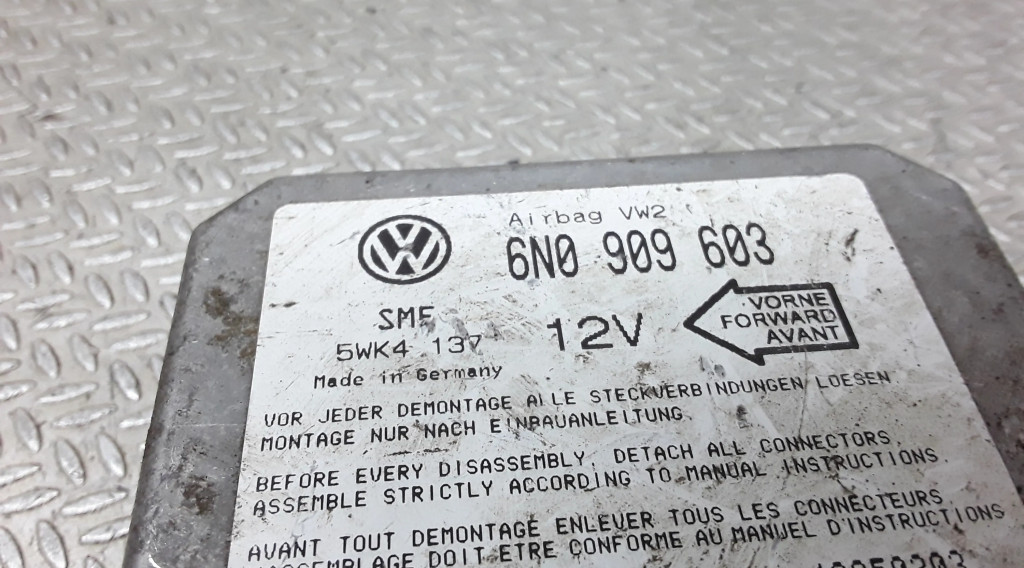 Airbag VW2
6N0 909 603
SME
5WK4 137
12V
VORNE
FORWARD
AVANT
Made in Germany
VOR JEDER DEMONTAGE ALLE STECKVERBINDUNGEN LOESEN
MONTAGE NUR NACH EINBAUANLEITUNG.
BEFORE EVERY DISASSEMBLY, DETACH ALL CONNECTORS,
ASSEMBLE STRICTLY ACCORDING TO MANUAL INSTRUCTIONS.
AVANT TOUT DEMONTAGE ENLEVER TOUS LES CONNECTEURS
DOIT ETRE CONFORME AU MANUEL D'INSTRUCTIONS